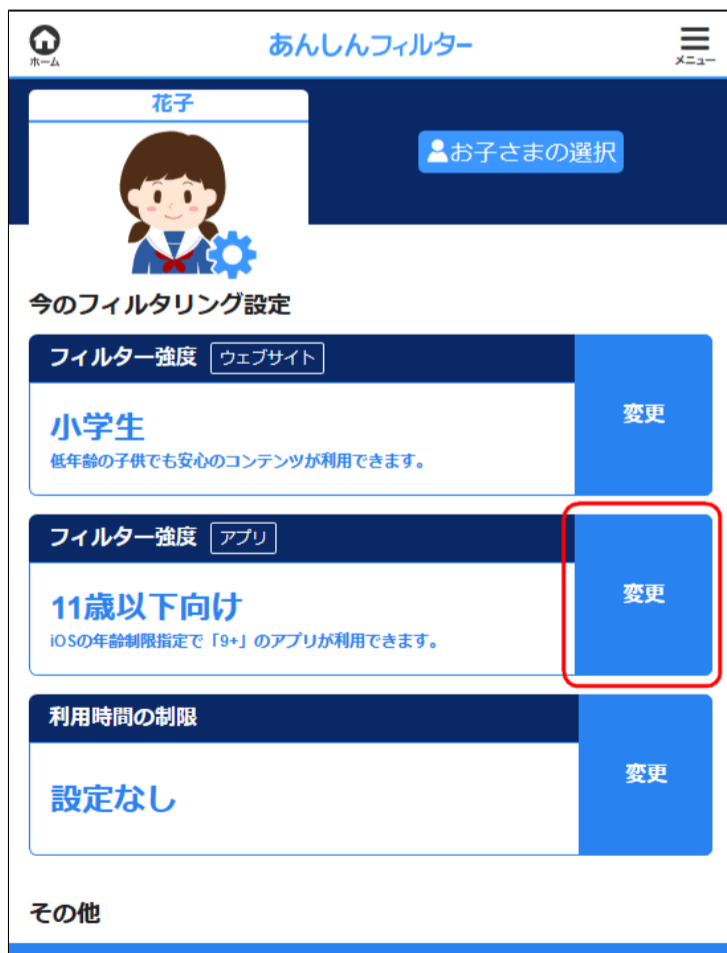 ホーム
あんしんフィルター
メニュー
花子
お子さまの選択
今のフィルタリング設定
フィルター強度 ウェブサイト
小学生
低年齢の子供でも安心のコンテンツが利用できます。
変更
フィルター強度 アプリ
11歳以下向け
iOSの年齢制限指定で「9+」のアプリが利用できます。
変更
利用時間の制限
設定なし
変更
その他